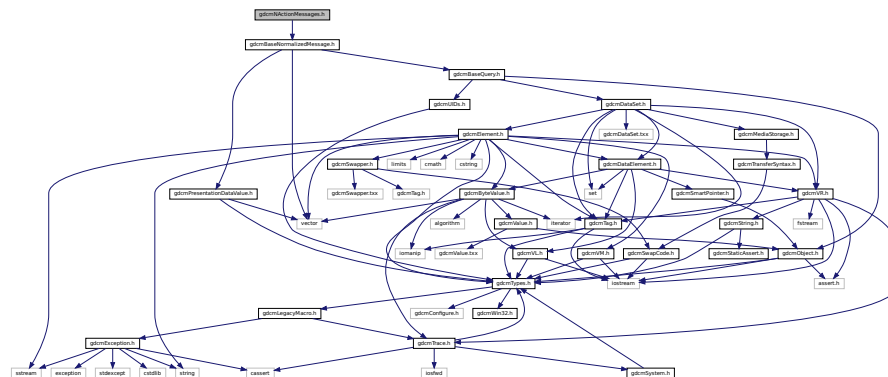 gdcmNActionMessages.h
gdcmBaseNormalizedMessage.h
gdcmBaseQuery.h
gdcmUIDs.h
gdcmDataSet.h
gdcmElement.h
gdcmDataSet.txx
gdcmMediaStorage.h
gdcmSwapper.h
limits
cmath
cstring
gdcmDataElement.h
gdcmTransferSyntax.h
gdcmPresentationDataValue.h
gdcmSwapper.txx
gdcmTag.h
gdcmByteValue.h
set
gdcmSmartPointer.h
gdcmVR.h
vector
algorithm
gdcmValue.h
iterator
gdcmTag.h
gdcmString.h
fstream
iomanip
gdcmValue.txx
gdcmVL.h
gdcmVM.h
gdcmSwapCode.h
gdcmStaticAssert.h
gdcmObject.h
gdcmTypes.h
iostream
assert.h
gdcmLegacyMacro.h
gdcmConfigure.h
gdcmWin32.h
gdcmException.h
gdcmTrace.h
sstream
exception
stdexcept
cstdlib
string
cassert
iosfwd
gdcmSystem.h